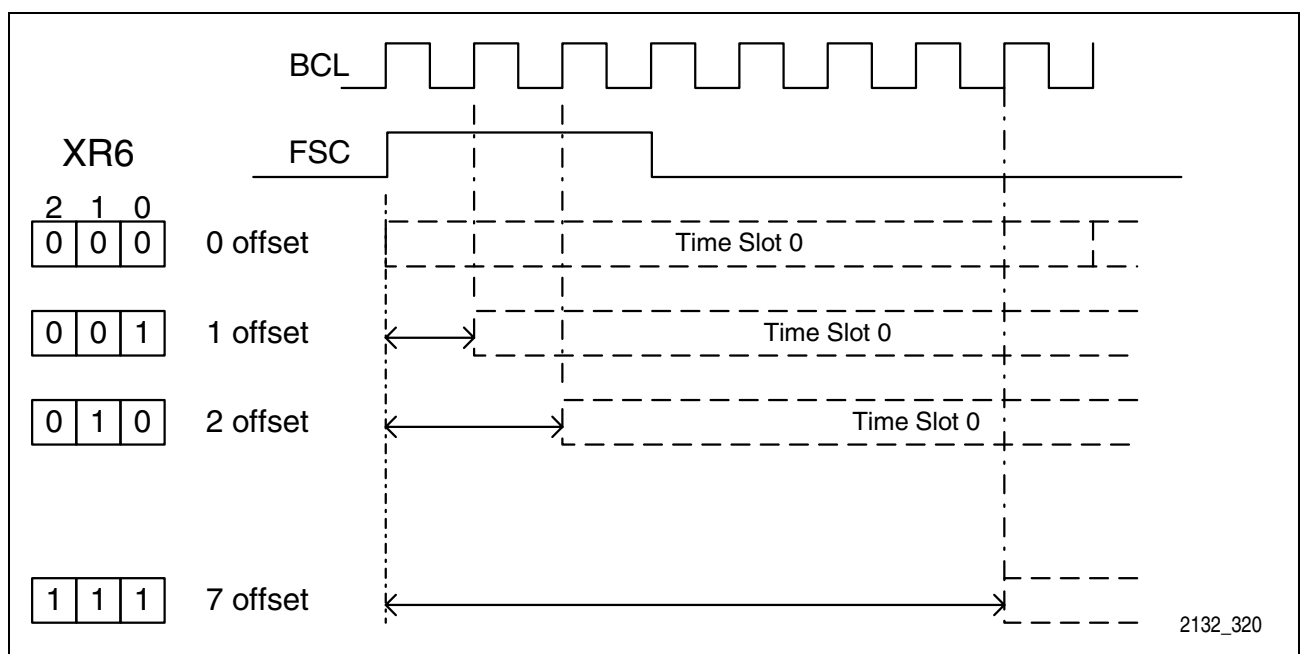 BCL
XR6 FSC
2 1 0
0 0 0 0 offset Time Slot 0
0 0 1 1 offset Time Slot 0
0 1 0 2 offset Time Slot 0
1 1 1 7 offset
2132_320